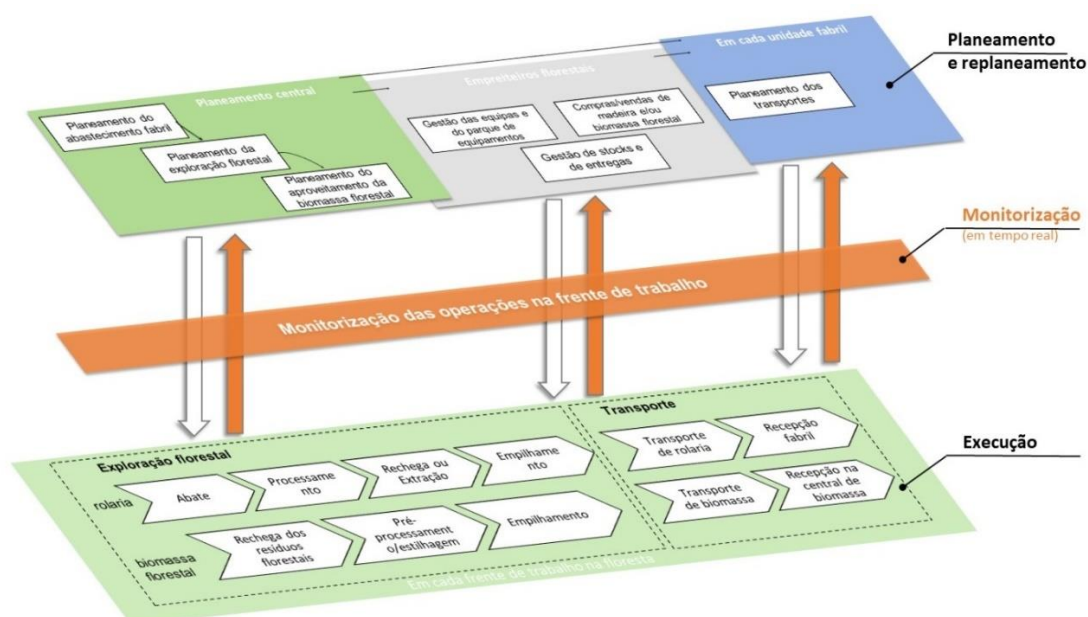 Em cada unidade fabril
Planeamento
e replaneamento
Empreiteiros florestais
Planeamento central
Planeamento do
abastecimento fabril
Planeamento da
exploração florestal
Planeamento do
aproveitamento da
biomassa florestal
Gestão das equipas e
do parque de
equipamentos
Compras/vendas de
madeira e/ou
biomassa florestal
Gestão de stocks e
de entregas
Planeamento dos
transportes
Monitorização
(em tempo real)
Monitorização das operações na frente de trabalho
Execução
Exploração florestal
rolaria
Abate
Processame
nto
Rechega ou
Extração
Empilhame
nto
biomassa
florestal
Rechega dos
resíduos
florestais
Pré-
processament
o/estilhagem
Empilhamento
Transporte
Transporte
de rolaria
Recepção
fabril
Transporte
de biomassa
Recepção na
central de
biomassa
Em cada frente de trabalho na floresta